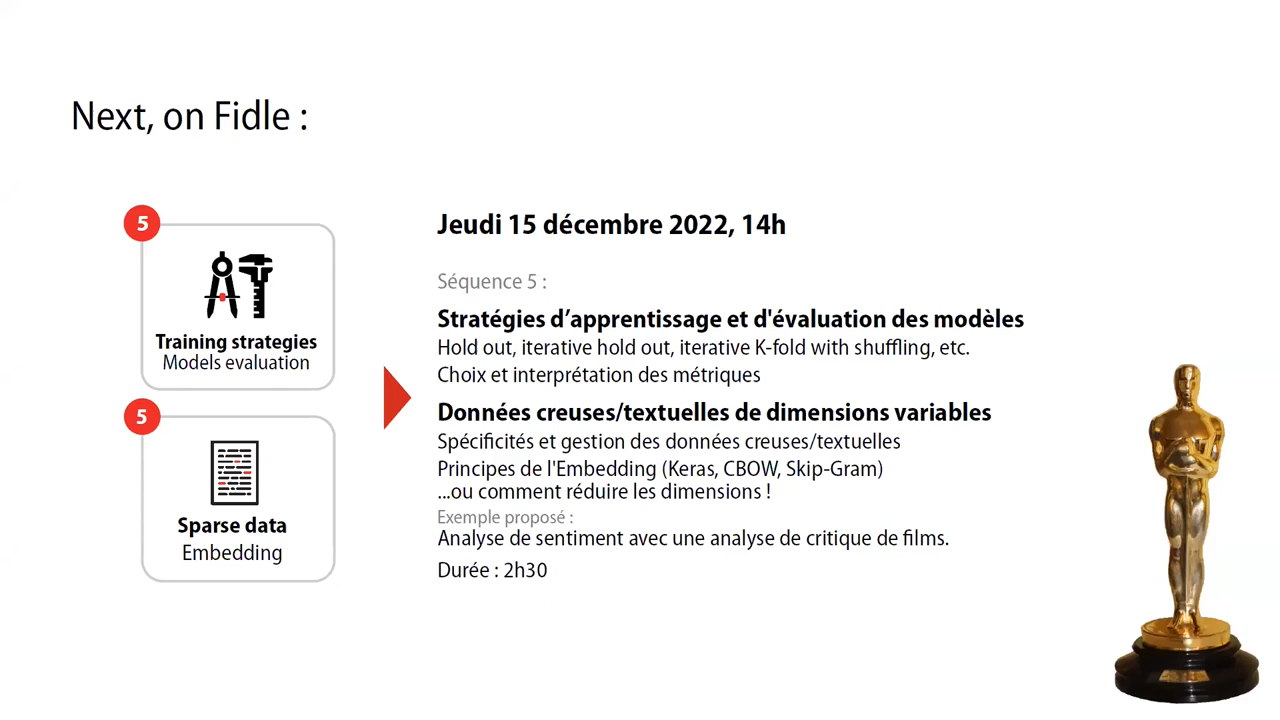 Next, on Fidle :
5
Training strategies
Models evaluation
5
Sparse data
Embedding
Jeudi 15 décembre 2022, 14h
Séquence 5 :
Stratégies d’apprentissage et d'évaluation des modèles
Hold out, iterative hold out, iterative K-fold with shuffling, etc.
Choix et interprétation des métriques
Données creuses/textuelles de dimensions variables
Spécificités et gestion des données creuses/textuelles
Principes de l'Embedding (Keras, CBOW, Skip-Gram)
...ou comment réduire les dimensions !
Exemple proposé :
Analyse de sentiment avec une analyse de critique de films.
Durée : 2h30